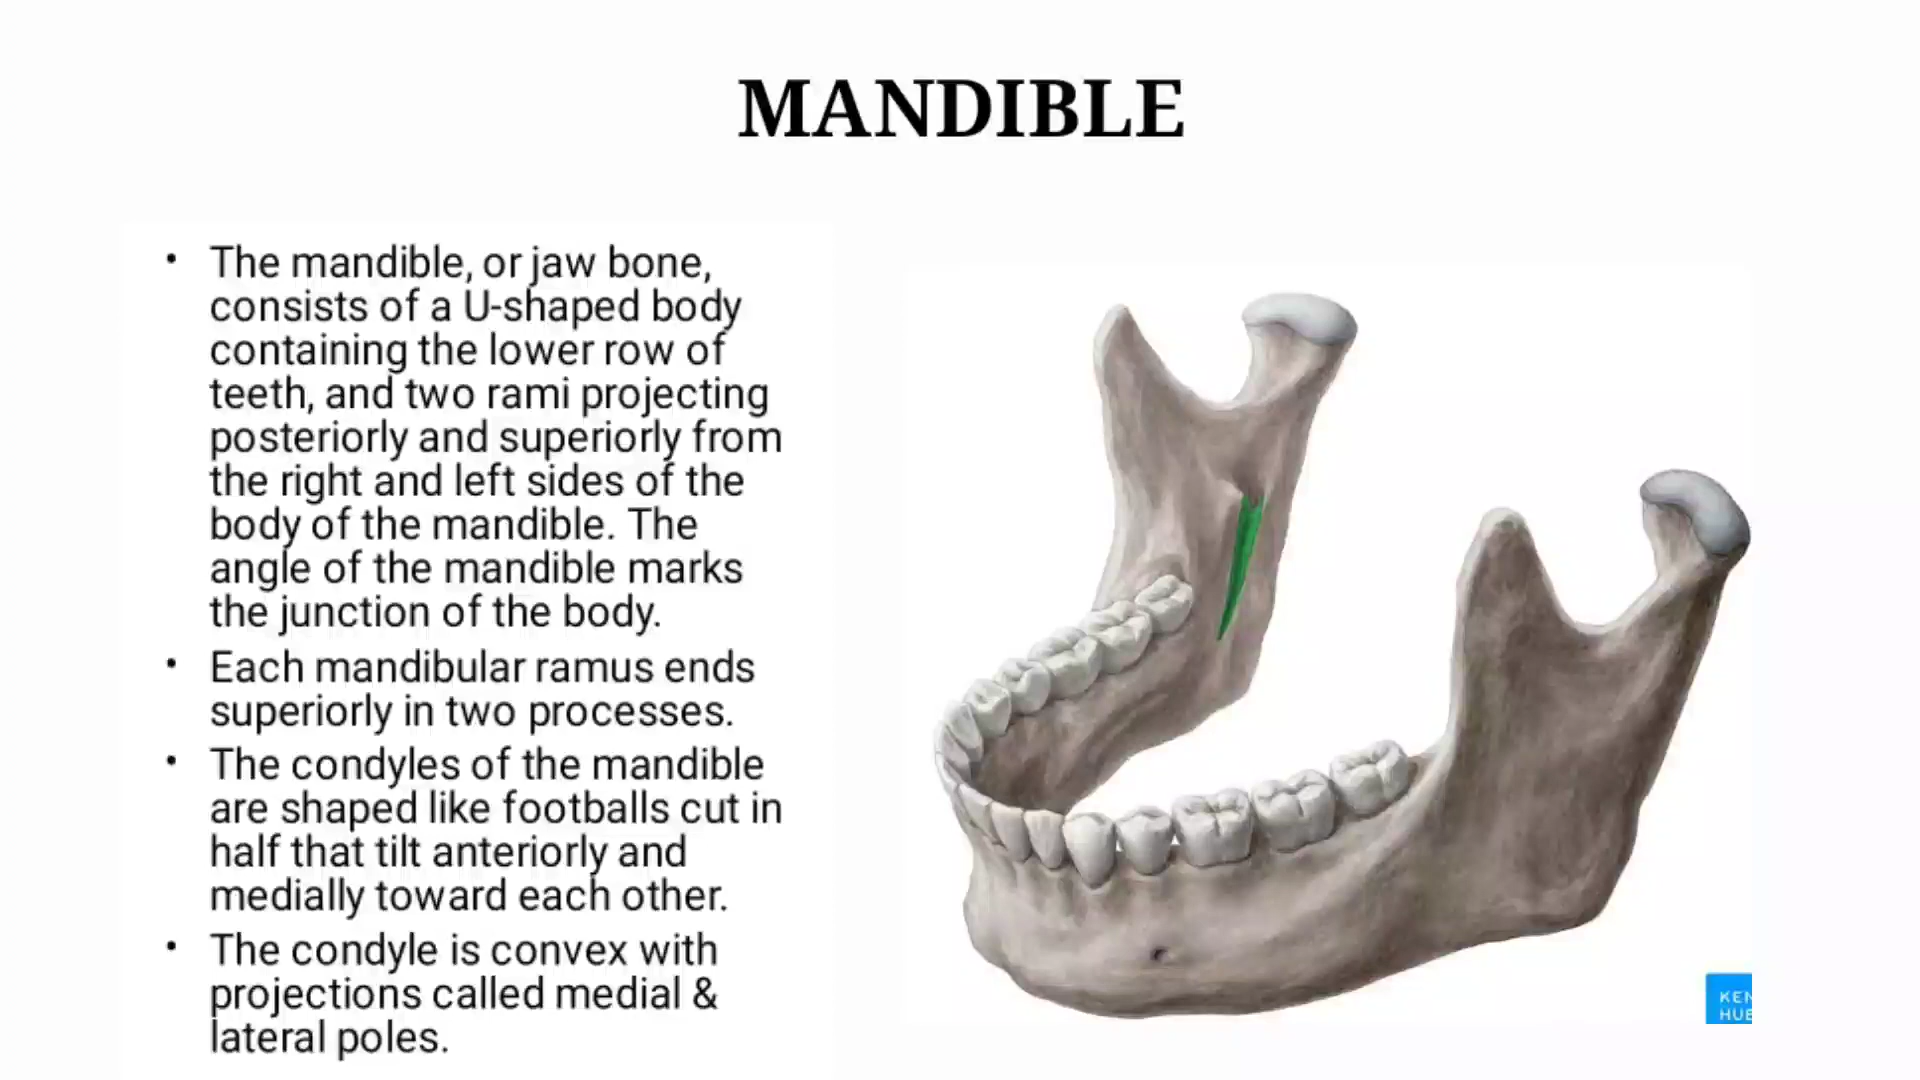 MANDIBLE
• The mandible, or jaw bone,
consists of a U-shaped body
containing the lower row of
teeth, and two rami projecting
posteriorly and superiorly from
the right and left sides of the
body of the mandible. The
angle of the mandible marks
the junction of the body.
• Each mandibular ramus ends
superiorly in two processes.
• The condyles of the mandible
are shaped like footballs cut in
half that tilt anteriorly and
medially toward each other.
• The condyle is convex with
projections called medial &
lateral poles.
KEN
HUB